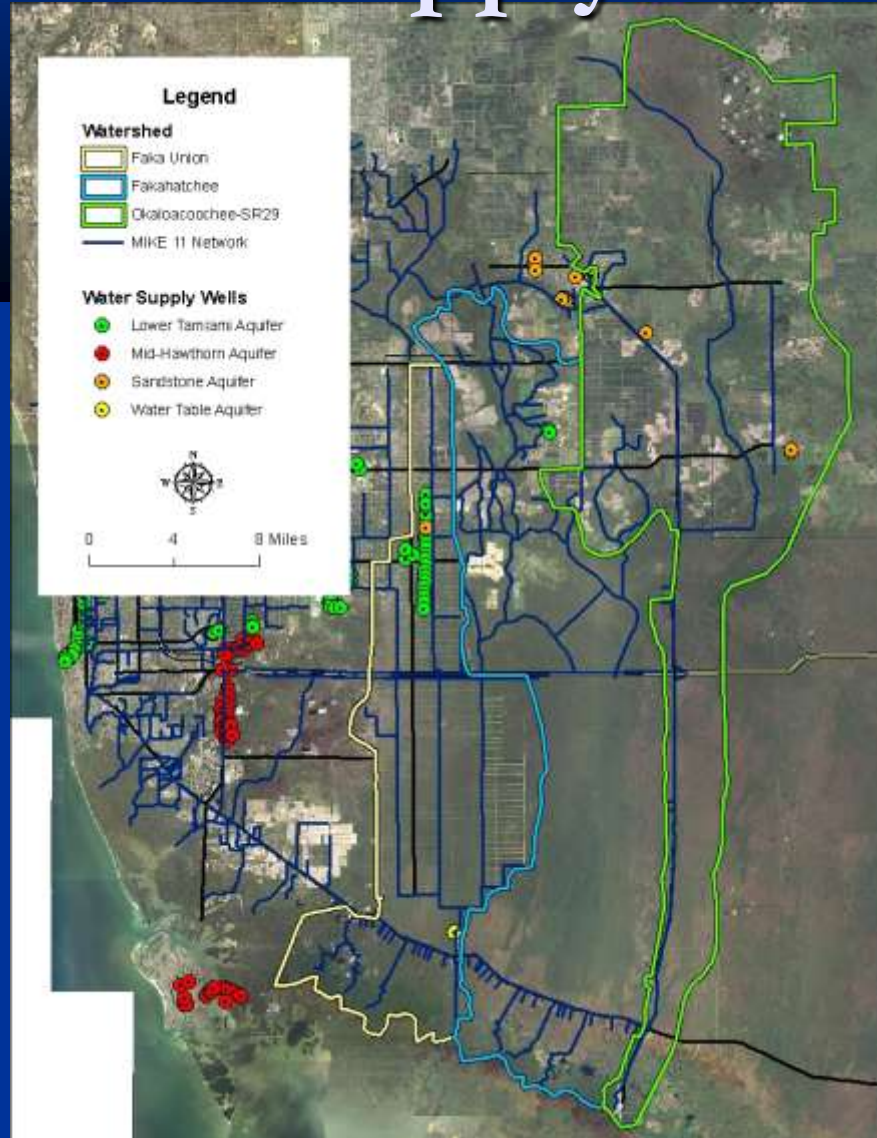 Legend
Watershed
Faka Union
Fakahatchee
Okaloacoochee-SR29
MIKE 11 Network
Water Supply Wells
Lower Tamiami Aquifer
Mid-Hawthorn Aquifer
Sandstone Aquifer
Water Table Aquifer
N
W E
S
0 4 8 Miles